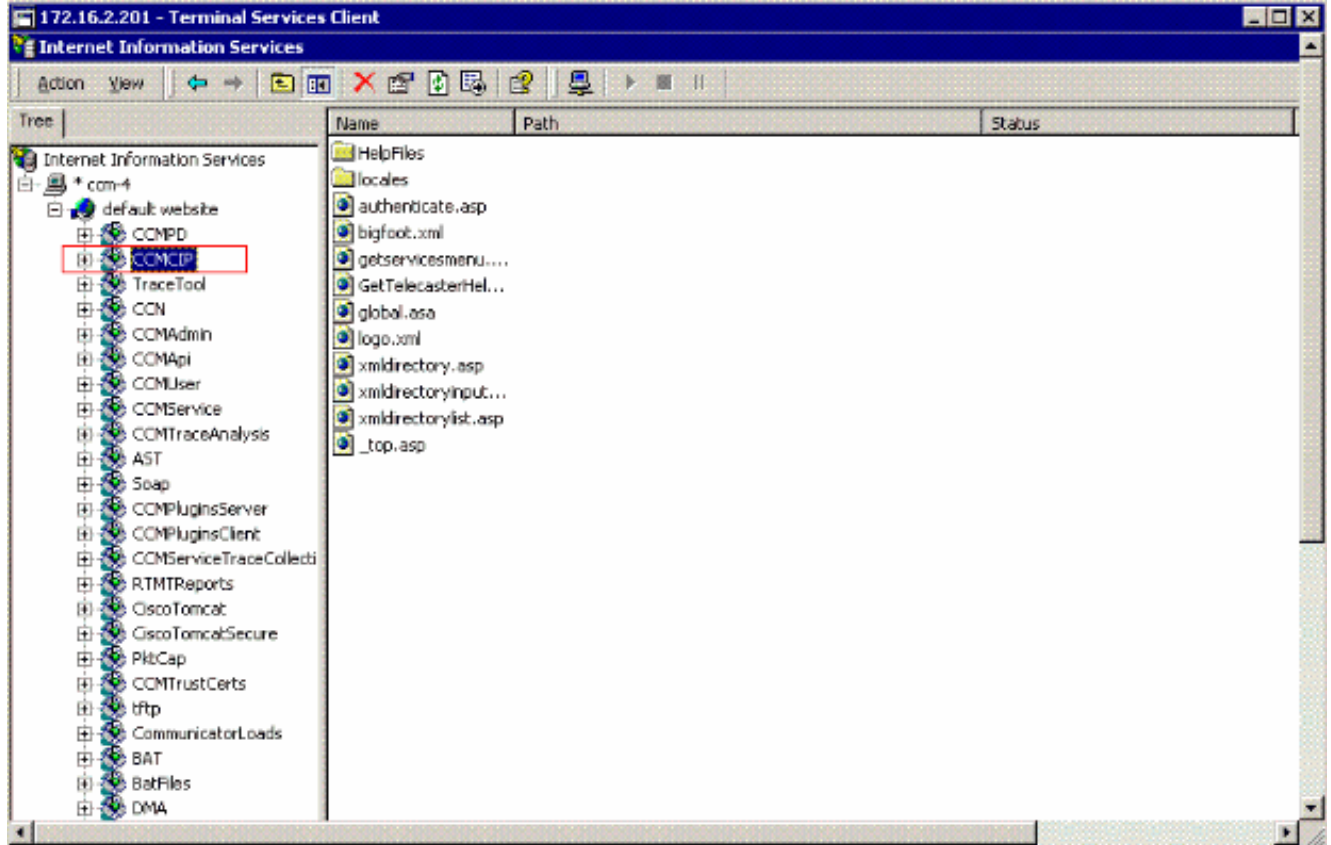 172.16.2.201 - Terminal Services Client
Internet Information Services
Action View
Tree
Name Path Status
Internet Information Services
* ccm-4
default website
CCMPD
CCMCIP
TraceTool
CCN
CCMAdmin
CCMApi
CCMUser
CCMService
CCMTraceAnalysis
AST
Soap
CCMPluginsServer
CCMPluginsClient
CCMServiceTraceCollecti
RTMTReports
CiscoTomcat
CiscoTomcatSecure
PktCap
CCMTrustCerts
tftp
CommunicatorLoads
BAT
BatFiles
DMA
HelpFiles
locales
authenticate.asp
bigfoot.xml
getservicesmenu....
GetTelecasterHel...
global.asa
logo.xml
xmldirectory.asp
xmldirectoryinput...
xmldirectorylist.asp
_top.asp